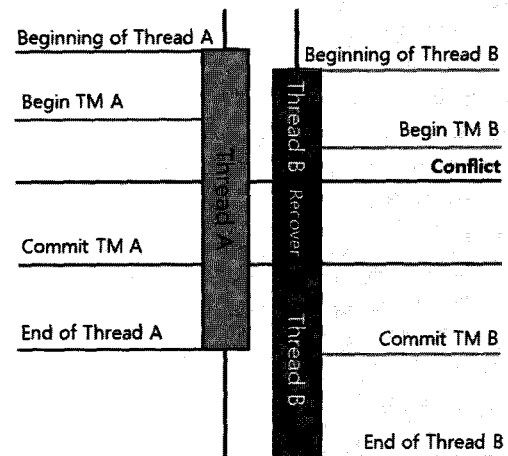 Beginning of Thread A
Beginning of Thread B
Begin TM A
Begin TM B
Conflict
Commit TM A
End of Thread A
Commit TM B
End of Thread B
Thread A
Thread B
Recover
Thread B